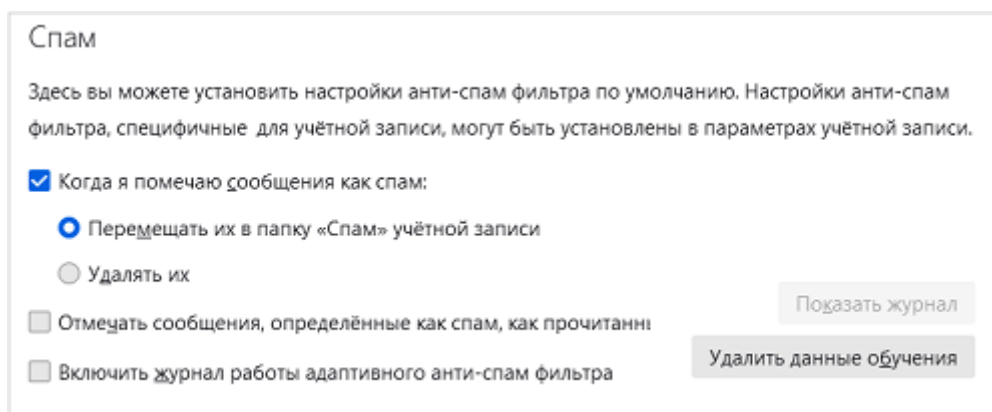 Спам
Здесь вы можете установить настройки анти-спам фильтра по умолчанию. Настройки анти-спам
фильтра, специфичные для учётной записи, могут быть установлены в параметрах учётной записи.
Когда я помечаю сообщения как спам:
Перемещать их в папку «Спам» учётной записи
Удалять их
Показать журнал
Отмечать сообщения, определённые как спам, как прочитанны
Удалить данные обучения
Включить журнал работы адаптивного анти-спам фильтра